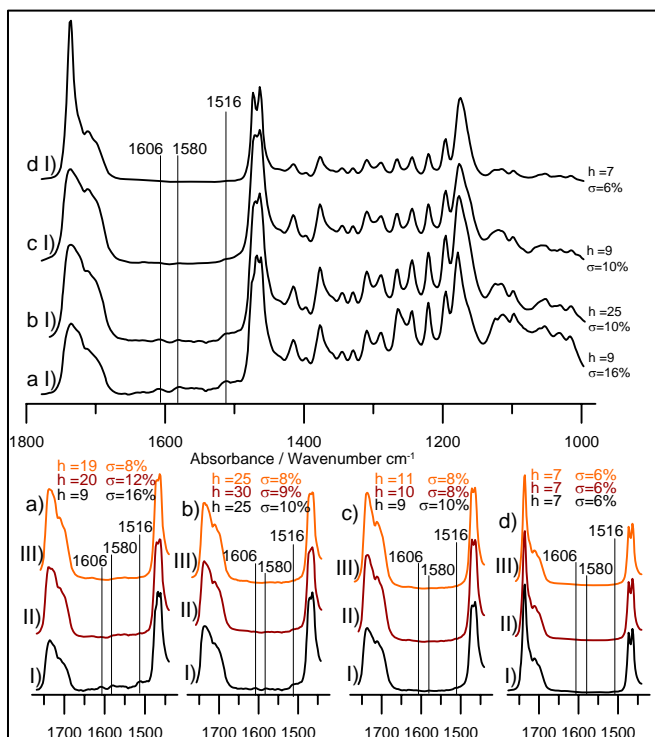 1516
1606
1580
d I)
h =7
σ=6%
c I)
h =9
σ=10%
b I)
h =25
σ=10%
a I)
h =9
σ=16%
1800
1600
1400
1200
1000
Absorbance / Wavenumber cm-1
a)
h =19 σ=8%
h =20 σ=12%
h =9 σ=16%
1516
1580
1606
III)
II)
I)
1700 1600 1500
b)
h =25 σ=8%
h =30 σ=9%
h =25 σ=10%
1516
1606
1580
III)
II)
I)
1700 1600 1500
c)
h =11 σ=8%
h =10 σ=8%
h =9 σ=10%
1516
1606
1580
III)
II)
I)
1700 1600 1500
d)
h =7 σ=6%
h =7 σ=6%
h =7 σ=6%
1516
1606
1580
III)
II)
I)
1700 1600 1500